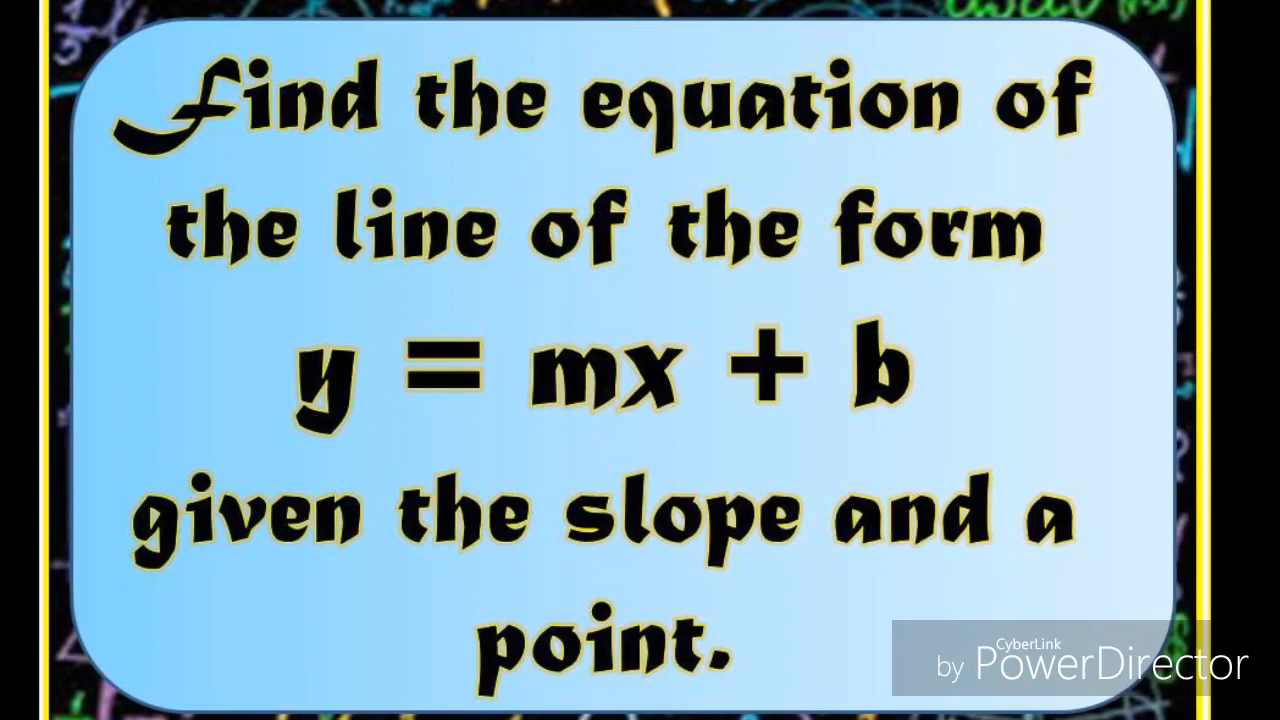 Find the equation of
the line of the form
y = mx + b
given the slope and a
point.
CyberLink
by PowerDirector